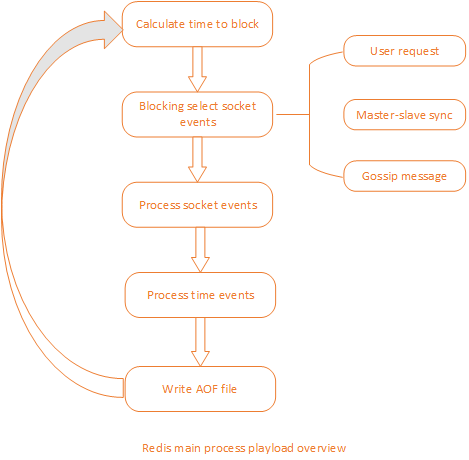 Calculate time to block
User request
Blocking select socket
events
Master-slave sync
Gossip message
Process socket events
Process time events
Write AOF file
Redis main process playload overview